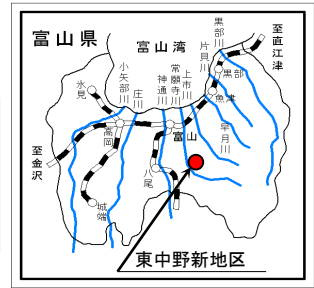 富山県
富山湾
至直江津
黒部川
片貝川
黒部
上市川
常願寺川
神通川
庄川
小矢部川
氷見
魚津
早月川
高岡
富山
至金沢
八尾
城端
東中野新地区